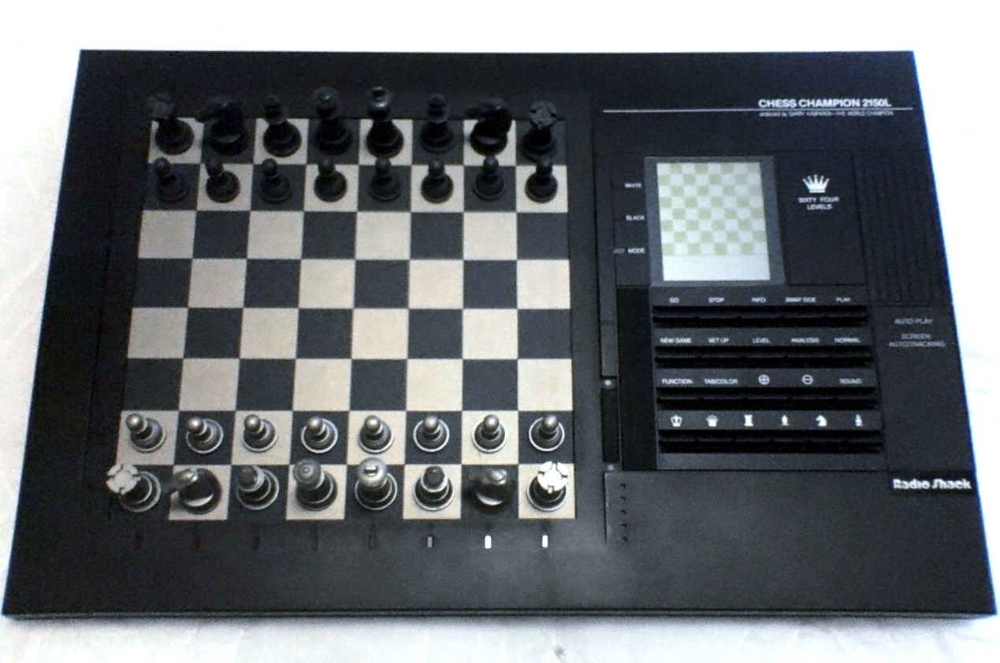 CHESS CHAMPION 2150L
endorsed by GARRY KASPAROV—THE WORLD CHAMPION
WHITE
BLACK
MODE
SIXTY FOUR
LEVELS
GO STOP INFO SWAP SIDE PLAY
NEW GAME SET UP LEVEL ANALYSIS NORMAL
FUNCTION TAB/COLOR SOUND
AUTO PLAY
SCREEN
AUTOTRACKING
Radio Shack